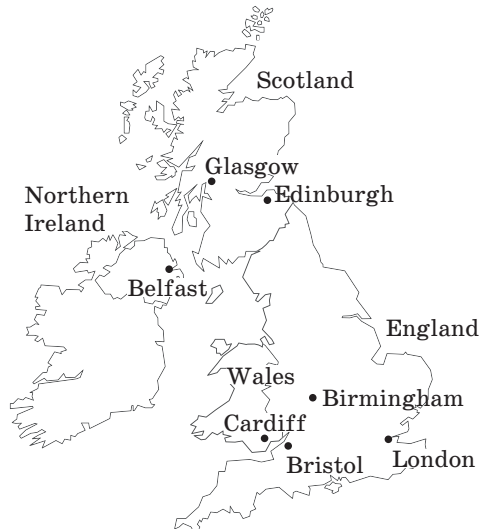 Scotland
Glasgow
Edinburgh
Northern
Ireland
Belfast
England
Wales
Birmingham
Cardiff
Bristol
London